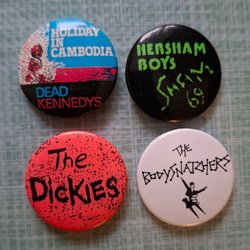 HOLIDAY
IN
CAMBODIA
DEAD
KENNEDYS
HERSHAM
BOYS
SHAM
69
The
DICKIES
THE
BODYSNATCHERS